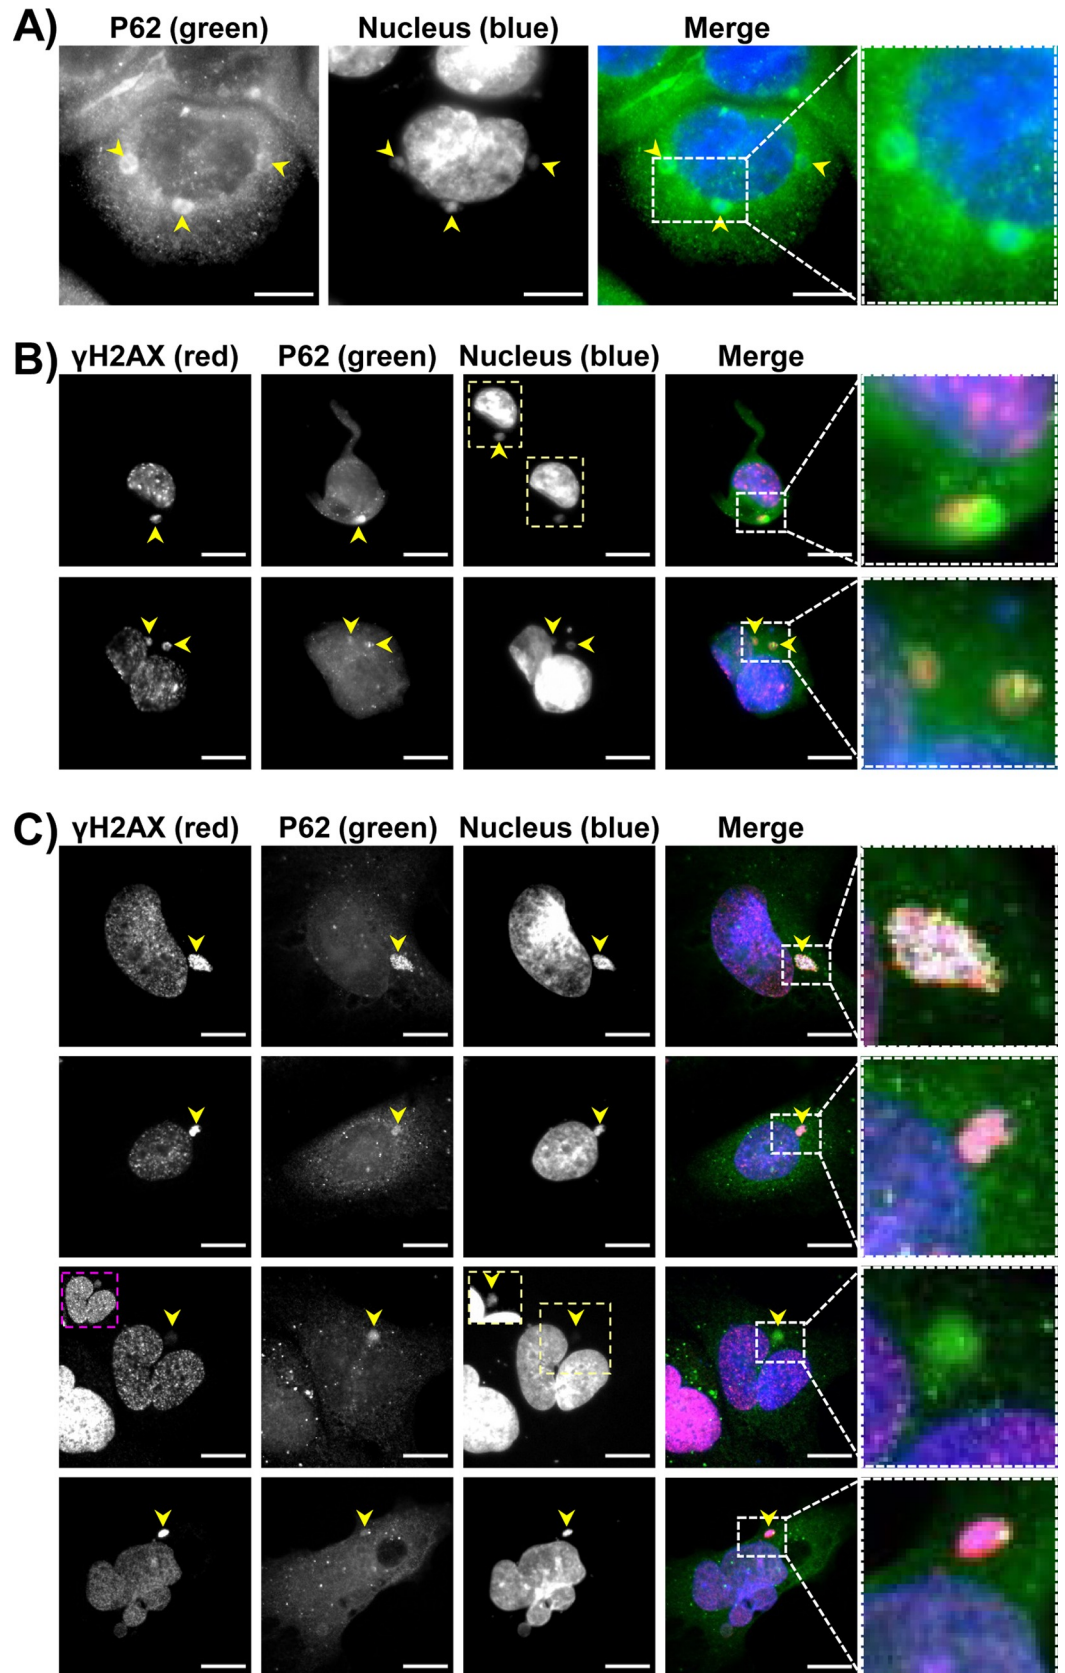 A) P62 (green) Nucleus (blue) Merge
B) γH2AX (red) P62 (green) Nucleus (blue) Merge
C) γH2AX (red) P62 (green) Nucleus (blue) Merge